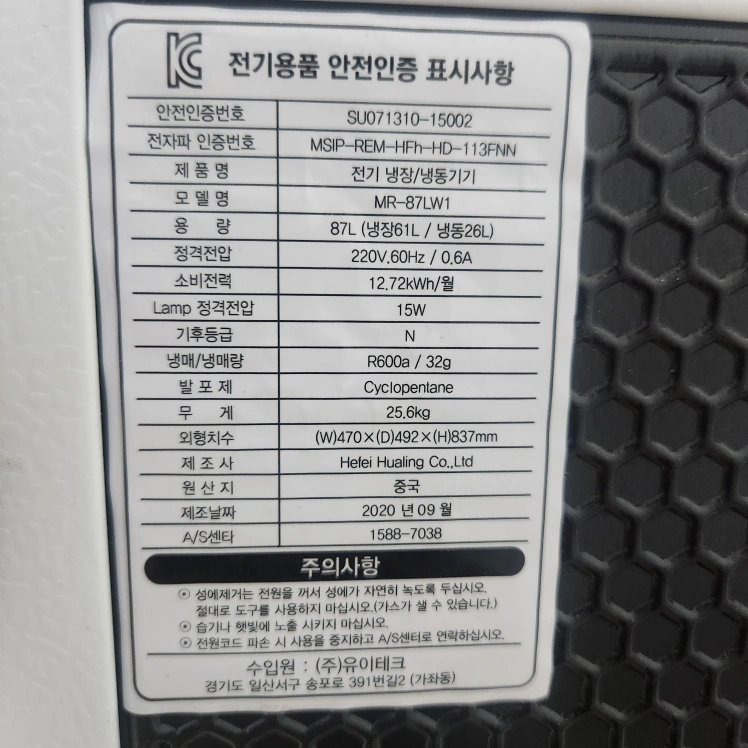 KC 전기용품 안전인증 표시사항
안전인증번호 SU071310-15002
전자파 인증번호 MSIP-REM-HFh-HD-113FNN
제 품 명 전기 냉장/냉동기기
모 델 명 MR-87LW1
용 량 87L (냉장61L / 냉동26L)
정격전압 220V.60Hz / 0.6A
소비전력 12.72kWh/월
Lamp 정격전압 15W
기후등급 N
냉매/냉매량 R600a / 32g
발 포 제 Cyclopentane
무 게 25.6kg
외형치수 (W)470×(D)492×(H)837mm
제 조 사 Hefei Hualing Co.,Ltd
원 산 지 중국
제조날짜 2020 년 09 월
A/S센타 1588-7038
주의사항
⊙ 성에제거는 전원을 꺼서 성에가 자연히 녹도록 두십시오.
절대로 도구를 사용하지 마십시오.(가스가 샐 수 있습니다.)
⊙ 습기나 햇빛에 노출 시키지 마십시오.
⊙ 전원코드 파손 시 사용을 중지하고 A/S센터로 연락하십시오.
수입원 : (주)유이테크
경기도 일산서구 송포로 391번길2 (가좌동)